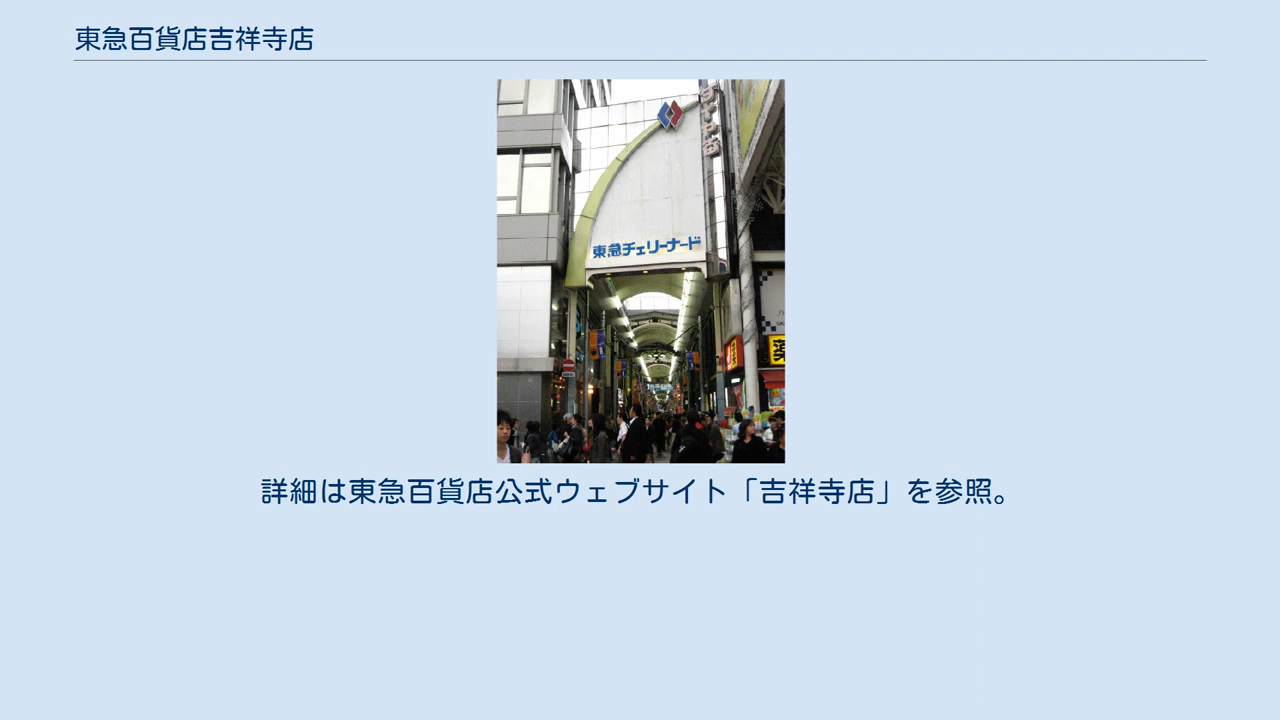 東急百貨店吉祥寺店
東急チェリーナード
薬
詳細は東急百貨店公式ウェブサイト「吉祥寺店」を参照。